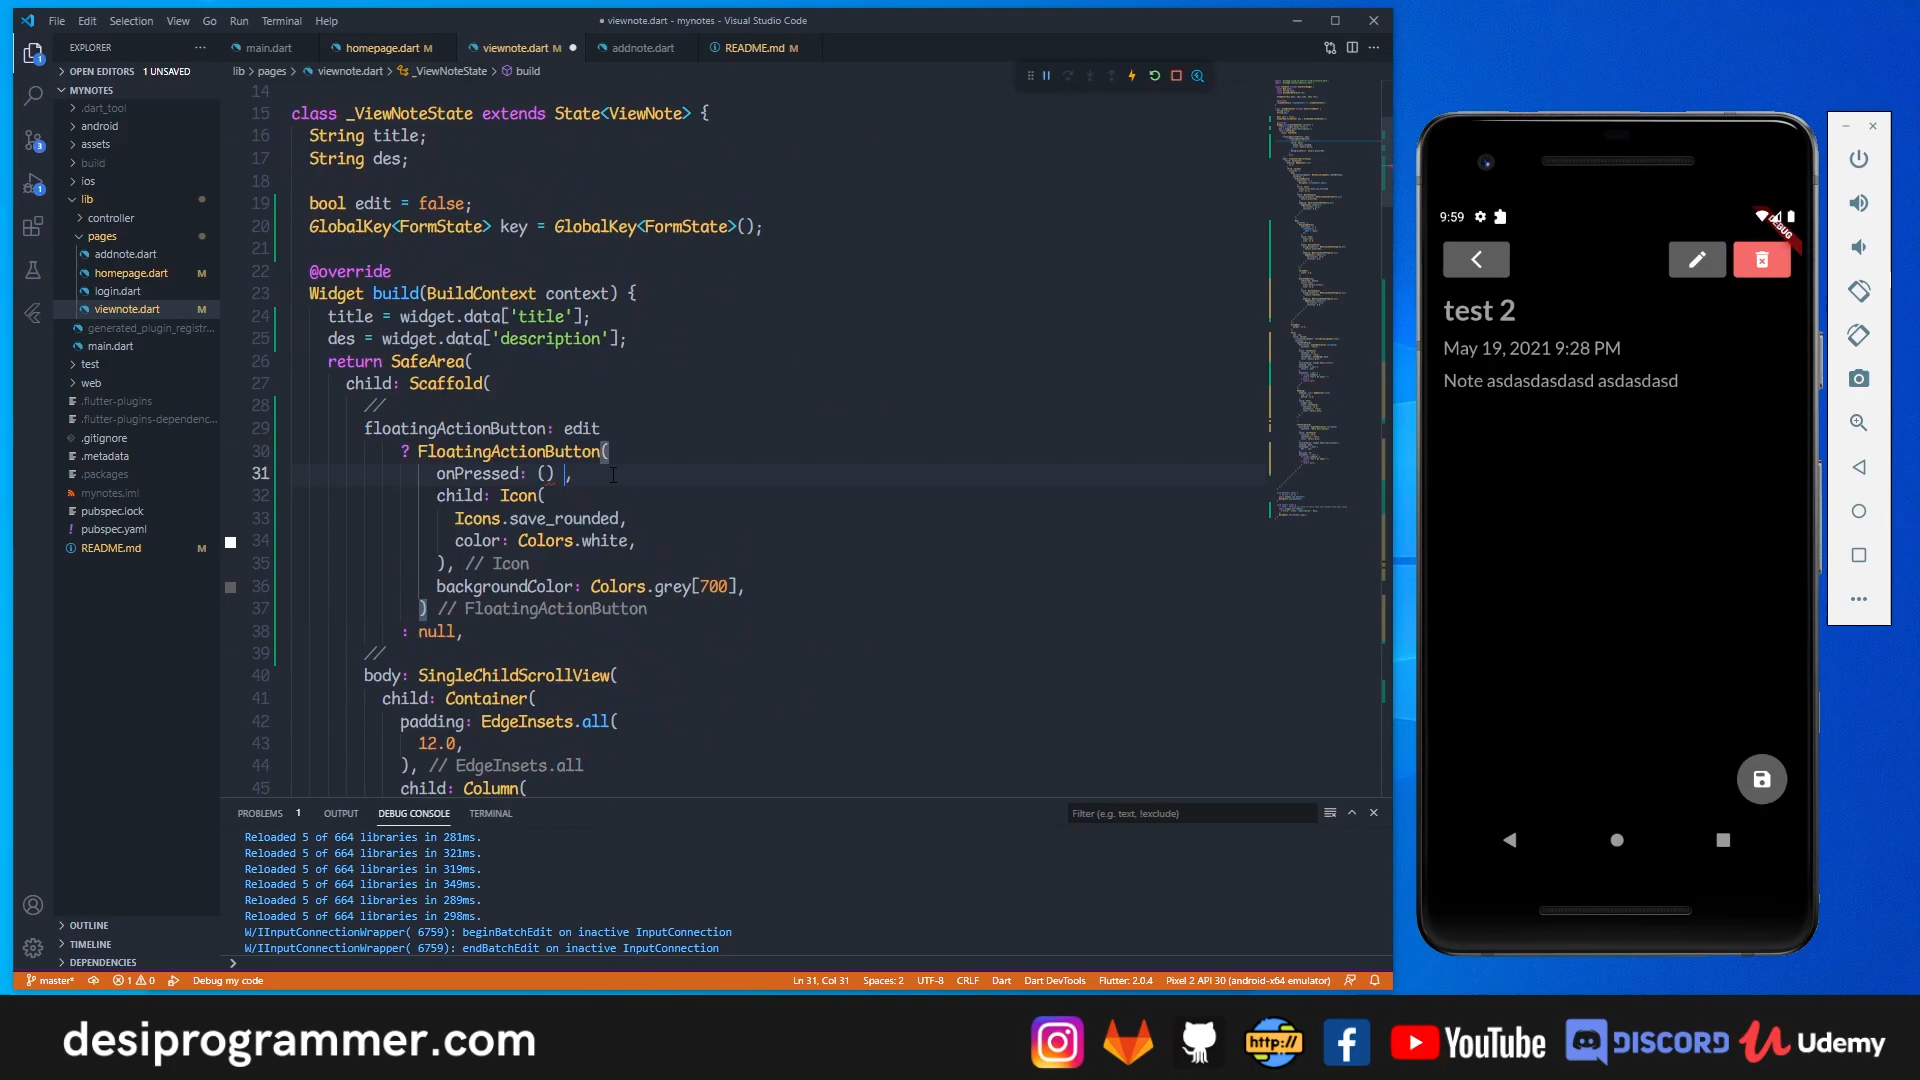 File Edit Selection View Go Run Terminal Help
● viewnote.dart - mynotes - Visual Studio Code
EXPLORER ···
main.dart
homepage.dart M
viewnote.dart M ●
addnote.dart
README.md M
OPEN EDITORS 1 UNSAVED
lib > pages > viewnote.dart > _ViewNoteState > build
MYNOTES
.dart_tool
android
assets
build
ios
lib
controller
pages
addnote.dart
homepage.dart M
login.dart
viewnote.dart M
generated_plugin_registr...
main.dart
test
web
.flutter-plugins
.flutter-plugins-dependenc...
.gitignore
.metadata
.packages
mynotes.iml
pubspec.lock
pubspec.yaml
README.md M
OUTLINE
TIMELINE
DEPENDENCIES
14
15 class _ViewNoteState extends State<ViewNote> {
16 String title;
17 String des;
18
19 bool edit = false;
20 GlobalKey<FormState> key = GlobalKey<FormState>();
21
22 @override
23 Widget build(BuildContext context) {
24 title = widget.data['title'];
25 des = widget.data['description'];
26 return SafeArea(
27 child: Scaffold(
28 //
29 floatingActionButton: edit
30 ? FloatingActionButton(
31 onPressed: () ,
32 child: Icon(
33 Icons.save_rounded,
34 color: Colors.white,
35 ), // Icon
36 backgroundColor: Colors.grey[700],
37 ) // FloatingActionButton
38 : null,
39 //
40 body: SingleChildScrollView(
41 child: Container(
42 padding: EdgeInsets.all(
43 12.0,
44 ), // EdgeInsets.all
45 child: Column(
PROBLEMS 1 OUTPUT DEBUG CONSOLE TERMINAL
Filter (e.g. text, !exclude)
Reloaded 5 of 664 libraries in 281ms.
Reloaded 5 of 664 libraries in 321ms.
Reloaded 5 of 664 libraries in 319ms.
Reloaded 5 of 664 libraries in 349ms.
Reloaded 5 of 664 libraries in 289ms.
Reloaded 5 of 664 libraries in 298ms.
W/IInputConnectionWrapper( 6759): beginBatchEdit on inactive InputConnection
W/IInputConnectionWrapper( 6759): endBatchEdit on inactive InputConnection
master* 1 0 Debug my code
Ln 31, Col 31 Spaces: 2 UTF-8 CRLF Dart Dart DevTools Flutter: 2.0.4 Pixel 2 API 30 (android-x64 emulator)
9:59
DEBUG
test 2
May 19, 2021 9:28 PM
Note asdasdasdasd asdasdasd
desiprogrammer.com
http://
YouTube
DISCORD
Udemy